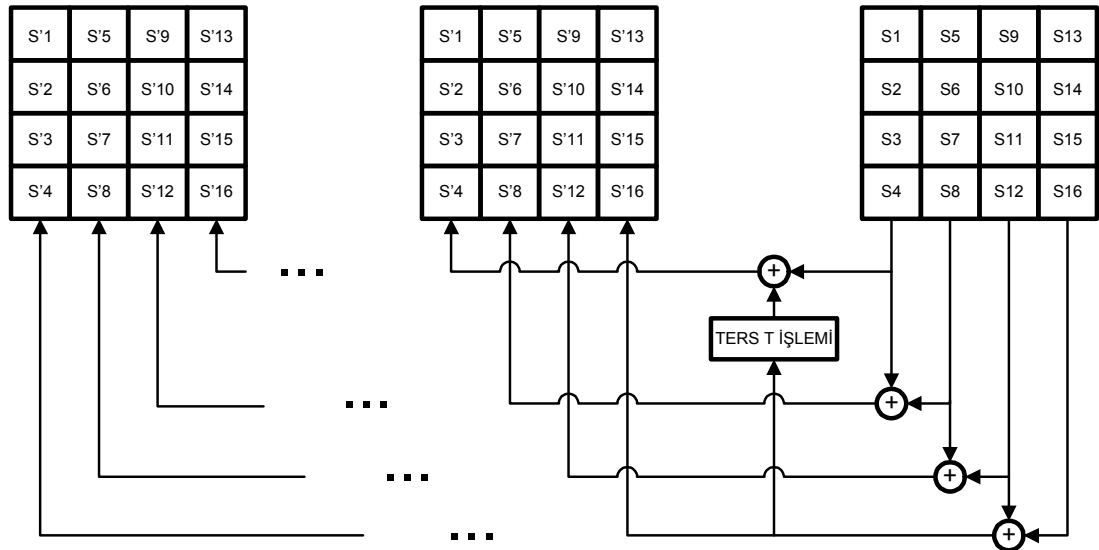 S’1 S’5 S’9 S’13
S’2 S’6 S’10 S’14
S’3 S’7 S’11 S’15
S’4 S’8 S’12 S’16
S’1 S’5 S’9 S’13
S’2 S’6 S’10 S’14
S’3 S’7 S’11 S’15
S’4 S’8 S’12 S’16
S1 S5 S9 S13
S2 S6 S10 S14
S3 S7 S11 S15
S4 S8 S12 S16
... +
TERS T İŞLEMİ
... +
... +
... +